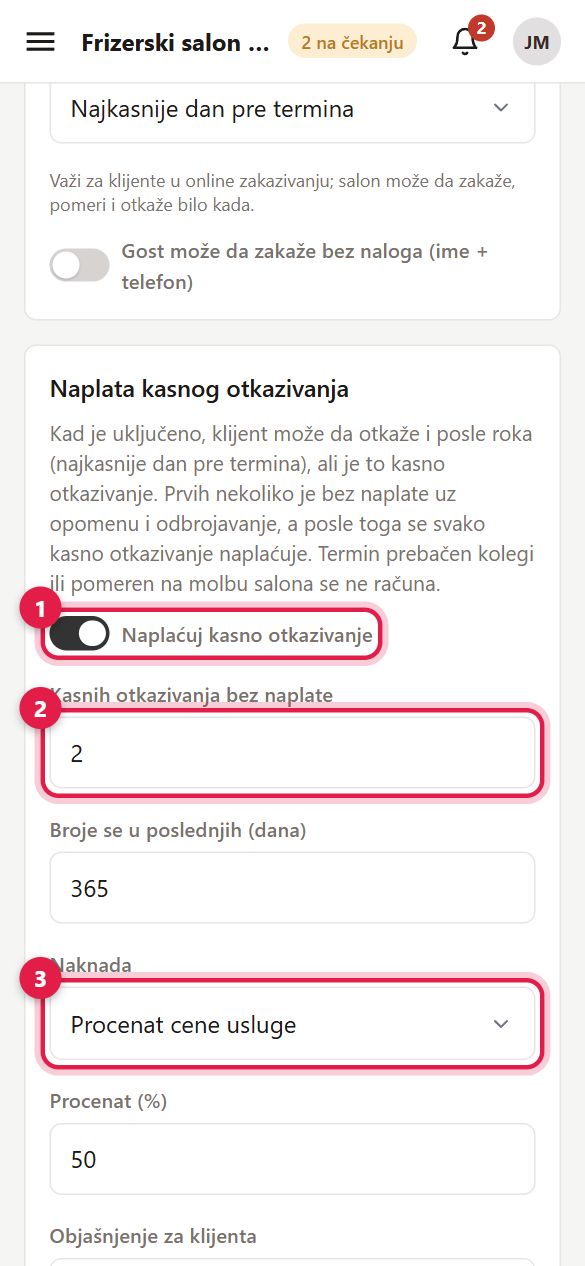 Frizerski salon ...
2 na čekanju
2
JM
Najkasnije dan pre termina
Važi za klijente u online zakazivanju; salon može da zakaže,
pomeri i otkaže bilo kada.
Gost može da zakaže bez naloga (ime +
telefon)
Naplata kasnog otkazivanja
Kad je uključeno, klijent može da otkaže i posle roka
(najkasnije dan pre termina), ali je to kasno
otkazivanje. Prvih nekoliko je bez naplate uz
opomenu i odbrojavanje, a posle toga se svako
kasno otkazivanje naplaćuje. Termin prebačen kolegi
ili pomeren na molbu salona se ne računa.
1
Naplaćuj kasno otkazivanje
Kasnih otkazivanja bez naplate
2
2
Broje se u poslednjih (dana)
365
Naknada
3
Procenat cene usluge
Procenat (%)
50
Objašnjenje za klijenta